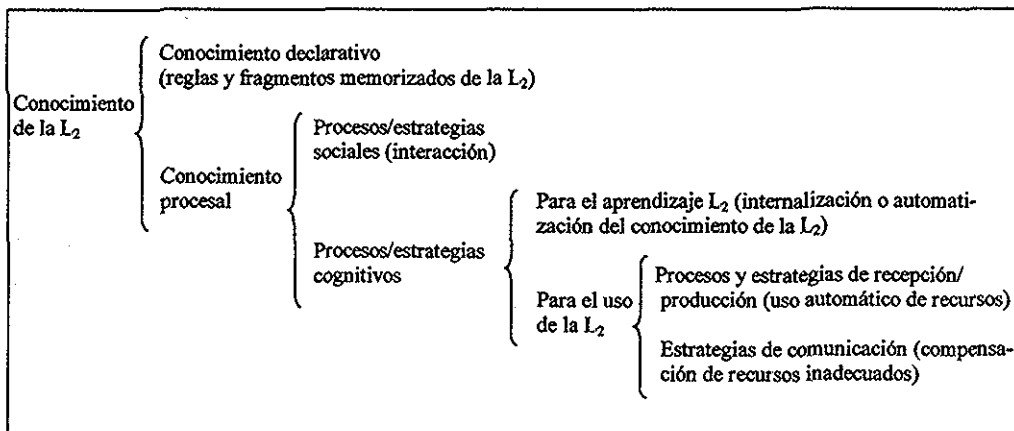 Conocimiento declarativo
(reglas y fragmentos memorizados de la L₂)
Conocimiento
de la L₂
Procesos/estrategias
sociales (interacción)
Conocimiento
procesal
Para el aprendizaje L₂ (internalización o automati-
zación del conocimiento de la L₂)
Procesos/estrategias
cognitivos
Procesos y estrategias de recepción/
producción (uso automático de recursos)
Para el uso
de la L₂
Estrategias de comunicación (compensa-
ación de recursos inadecuados)